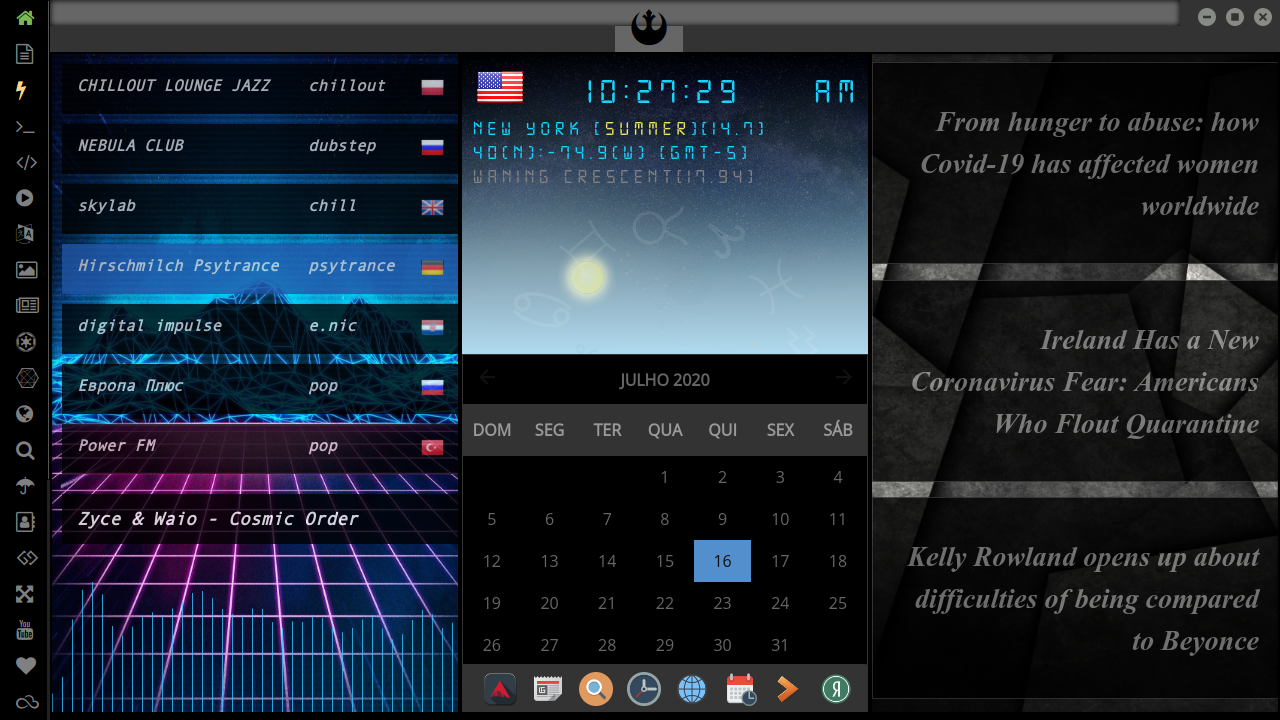 CHILLOUT LOUNGE JAZZ chillout
NEBULA CLUB dubstep
skylab chill
Hirschmilch Psytrance psytrance
digital impulse e.nic
Европа Плюс pop
Power FM pop
Zyce & Waio - Cosmic Order
10:27:29 AM
NEW YORK [SUMMER][14.7]
40(N):-74.9(W) [GMT-5]
WANING CRESCENT[17.94]
JULHO 2020
DOM SEG TER QUA QUI SEX SÁB
1 2 3 4
5 6 7 8 9 10 11
12 13 14 15 16 17 18
19 20 21 22 23 24 25
26 27 28 29 30 31
From hunger to abuse: how
Covid-19 has affected women
worldwide
Ireland Has a New
Coronavirus Fear: Americans
Who Flout Quarantine
Kelly Rowland opens up about
difficulties of being compared
to Beyonce
You
Tube
Я